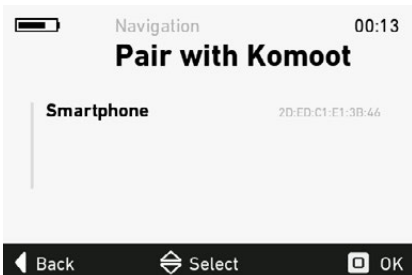 Navigation 00:13
Pair with Komoot
Smartphone 2D:ED:C1:E1:3B:46
Back Select OK